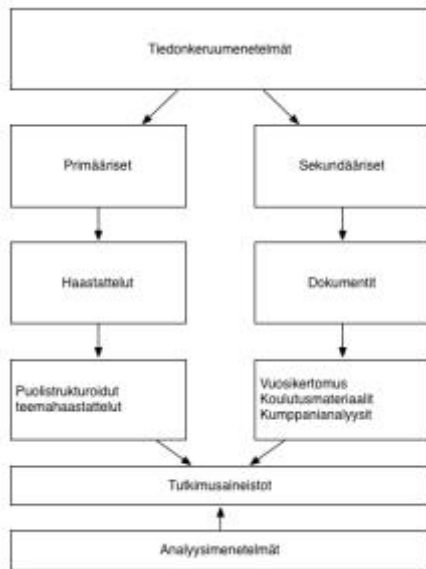 Tiedonkeruumenetelmät
Primääriset
Sekundääriset
Haastattelut
Dokumentit
Puolistrukturoidut
teemahaastattelut
Vuosikertomus
Koulutusmateriaalit
Kumppanianalyysit
Tutkimusaineistot
Analyysimenetelmät